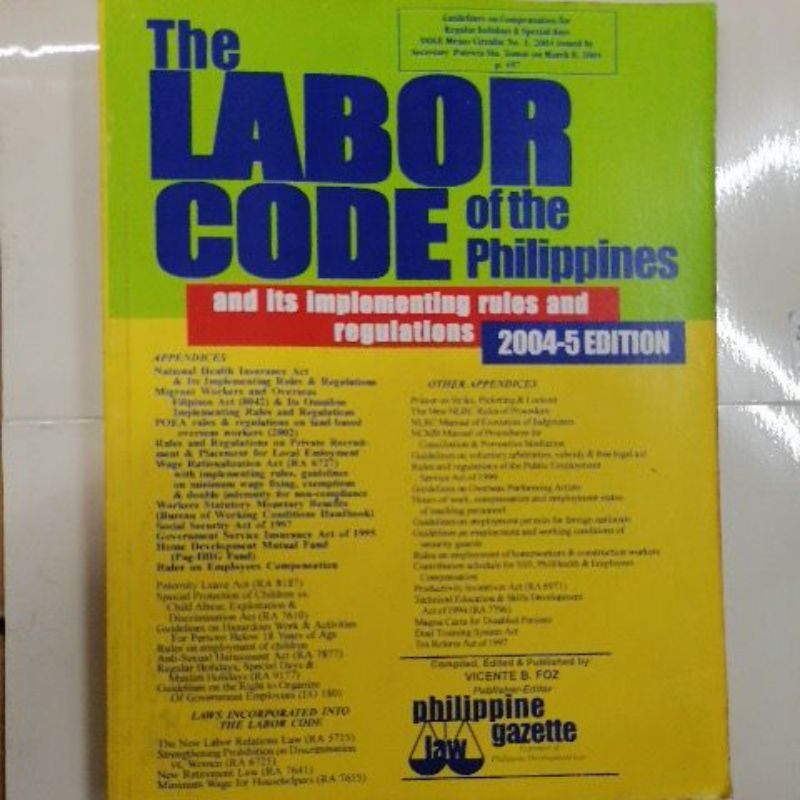 The
LABOR
CODE of the
Philippines
and its implementing rules and
regulations
2004-5 EDITION
Guidelines on Compensation for
Regular holidays & Special days
DOLE Memo Circular No. 1, 2004 issued by
Secretary Patricia Sto. Tomas on March 8, 2004
p. 697
APPENDICES
National Health Insurance Act
& Its Implementing Rules & Regulations
Migrant Workers and Overseas
Filipinos Act (8042) & Its Omnibus
Implementing Rules and Regulations
POEA rules & regulations on land-based
overseas workers (2002)
Rules and Regulations on Private Recruit-
ment & Placement for Local Emloyment
Wage Rationalization Act (RA 6727)
with implementing rules, guidelines
on minimum wage fixing, exemptions
& double indemnity for non-compliance
Workers Statutory Monetary Benefits
(Bureau of Working Conditions Handbook)
Social Security Act of 1997
Government Service Insurance Act of 1995
Home Development Mutual Fund
(Pag-IBIG Fund)
Rules on Employees Compensation
Paternity Leave Act (RA 8187)
Special Protection of Children vs.
Child Abuse, Exploitation &
Discrimination Act (RA 7610)
Guidelines on Hazardous Work & Activities
For Persons Below 18 Years of Age
Rules on employment of children
Anti-Sexual Harassment Act (RA 7877)
Regular Holidays, Special Days &
Muslim Holidays (RA 9177)
Guidelines on the Right to Organize
Of Government Employees (EO 180)
LAWS INCORPORATED INTO
THE LABOR CODE
The New Labor Relations Law (RA 5715)
Strengthening Prohibition on Discrimination
vs. Women (RA 6725)
New Retirement Law (RA 7641)
Minimum Wage for Househelpers (RA 7655)
OTHER APPENDICES
Primer on Strike, Picketing & Lockout
The New NLRC Rules of Procedure
NLRC Manual of Execution of Judgment
NCMB Manual of Procedures for
Conciliation & Preventive Mediation
Guidelines on voluntary arbitration, subsidy & free legal aid
Rules and regulations of the Public Employment
Service Act of 1999
Guidelines on Overseas Performing Artists
Hours of work, compensation and employment status
of teaching personnel
Guidelines on employment permits for foreign nationals
Guidelines on employment and working conditions of
security guards
Rules on employment of homeworkers & construction workers
Contribution schedule for SSS, PhilHealth & Employees
Compensation
Productivity Incentives Act (RA 6971)
Technical Education & Skills Development
Act of 1994 (RA 7796)
Magna Carta for Disabled Persons
Dual Training System Act
Tax Reform Act of 1997
Compiled, Edited & Published by:
VICENTE B. FOZ
Publisher-Editor
philippine
law gazette
Philippine Development Law